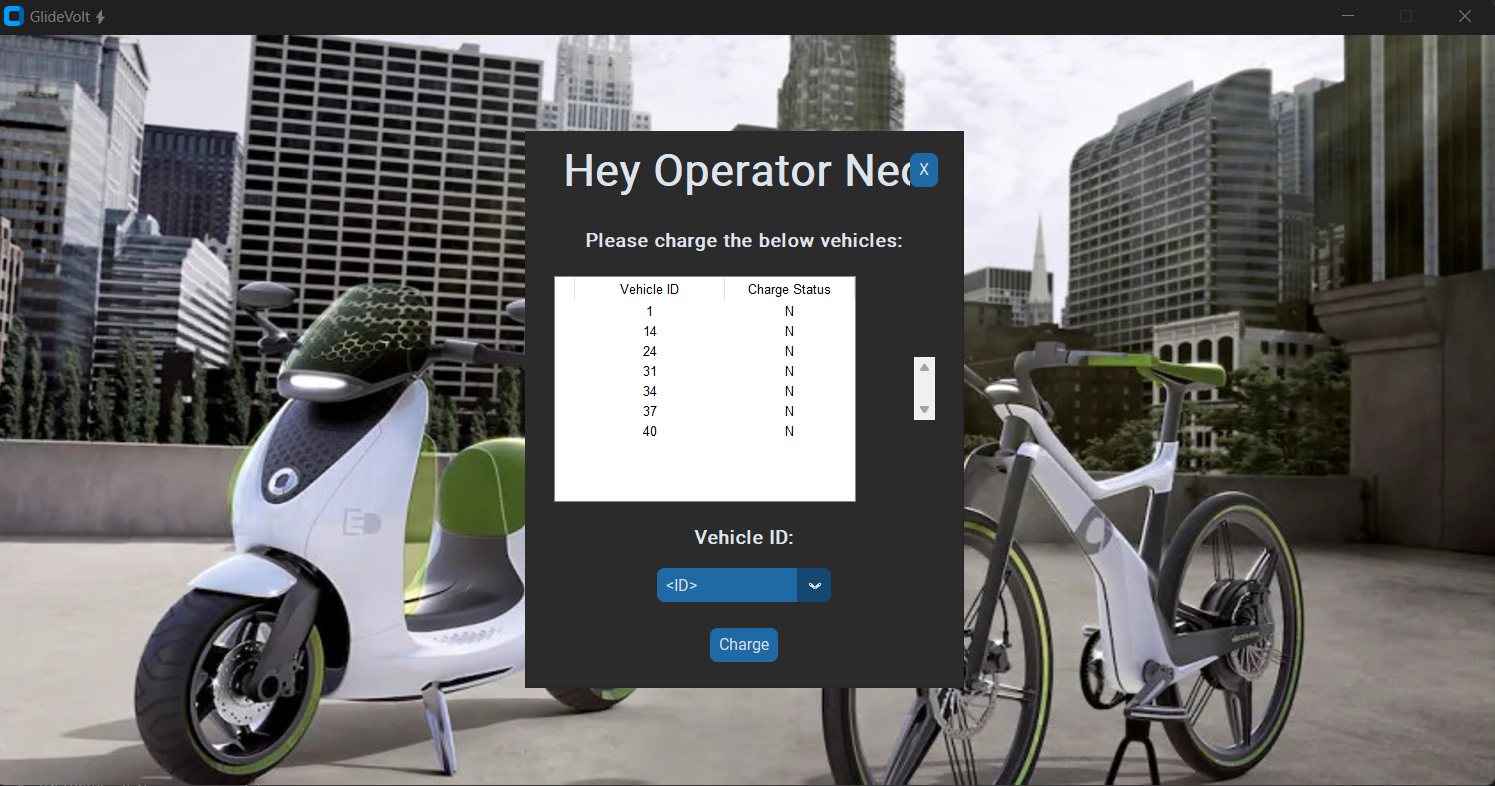 GlideVolt
Hey Operator Neo
X
Please charge the below vehicles:
Vehicle ID Charge Status
1 N
14 N
24 N
31 N
34 N
37 N
40 N
Vehicle ID:
<ID>
Charge